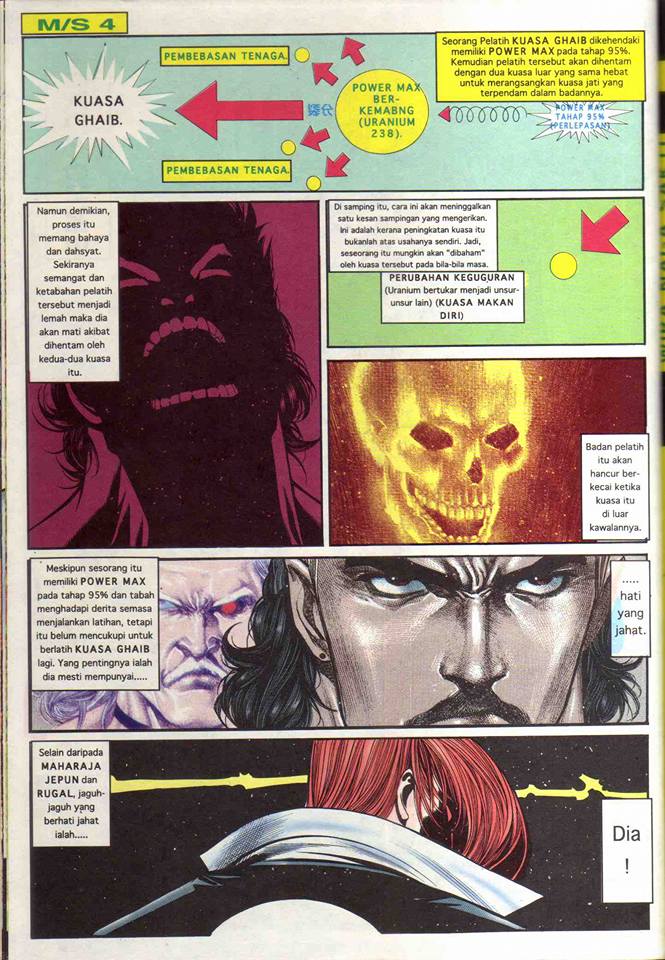 M/S 4
Seorang Pelatih KUASA GHAIB dikehendaki
memiliki POWER MAX pada tahap 95%.
Kemudian pelatih tersebut akan dihentam
dengan dua kuasa luar yang sama hebat
untuk merangsangkan kuasa jati yang
terpendam dalam badannya.
PEMBEBASAN TENAGA.
KUASA
GHAIB.
POWER MAX
BER-
KEMABNG
(URANIUM
238).
POWER MAX
TAHAP 95%
(PERLEPASAN)
PEMBEBASAN TENAGA.
Namun demikian,
proses itu
memang bahaya
dan dahsyat.
Sekiranya
semangat dan
ketabahan pelatih
tersebut menjadi
lemah maka dia
akan mati akibat
dihentam oleh
kedua-dua kuasa
itu.
Di samping itu, cara ini akan meninggalkan
satu kesan sampingan yang mengerikan.
Ini adalah kerana peningkatan kuasa itu
bukanlah atas usahanya sendiri. Jadi,
seseorang itu mungkin akan "dibaham"
oleh kuasa tersebut pada bila-bila masa.
PERUBAHAN KEGUGURAN
(Uranium bertukar menjadi unsur-
unsur lain) (KUASA MAKAN
DIRI)
Badan pelatih
itu akan
hancur ber-
kecai ketika
kuasa itu
di luar
kawalannya.
Meskipun sesorang itu
memiliki POWER MAX
pada tahap 95% dan tabah
menghadapi derita semasa
menjalankan latihan, tetapi
itu belum mencukupi untuk
berlatih KUASA GHAIB
lagi. Yang pentingnya ialah
dia mesti mempunyai.....
.....
hati
yang
jahat.
Selain daripada
MAHARAJA
JEPUN dan
RUGAL, jaguh-
jaguh yang
berhati jahat
ialah.....
Dia
!